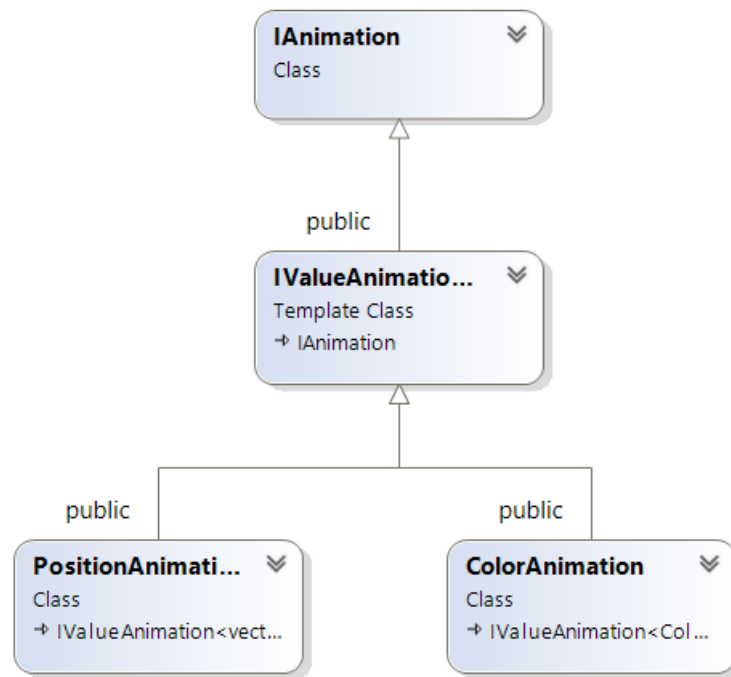 IAnimation
Class
public
IValueAnimatio...
Template Class
IAnimation
public
public
PositionAnimati...
Class
IValueAnimation<vect...
ColorAnimation
Class
IValueAnimation<Col...